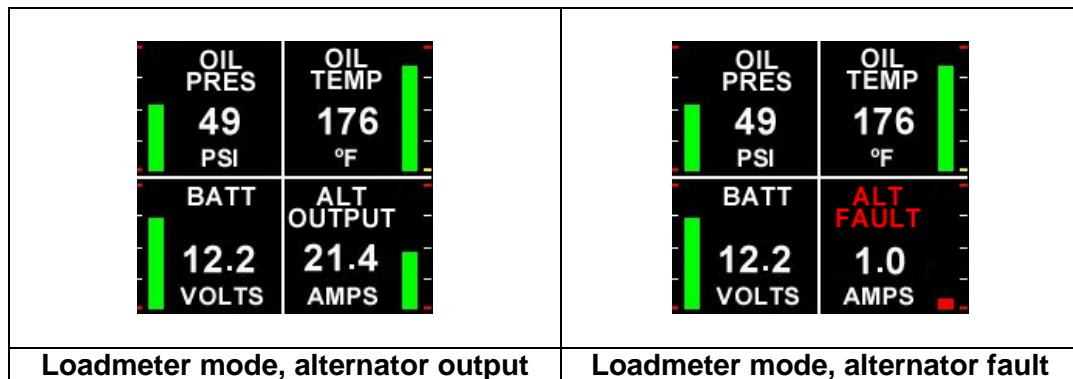 OIL
PRES
49
PSI
OIL
TEMP
176
ºF
BATT
12.2
VOLTS
ALT
OUTPUT
21.4
AMPS
Loadmeter mode, alternator output
OIL
PRES
49
PSI
OIL
TEMP
176
ºF
BATT
12.2
VOLTS
ALT
FAULT
1.0
AMPS
Loadmeter mode, alternator fault